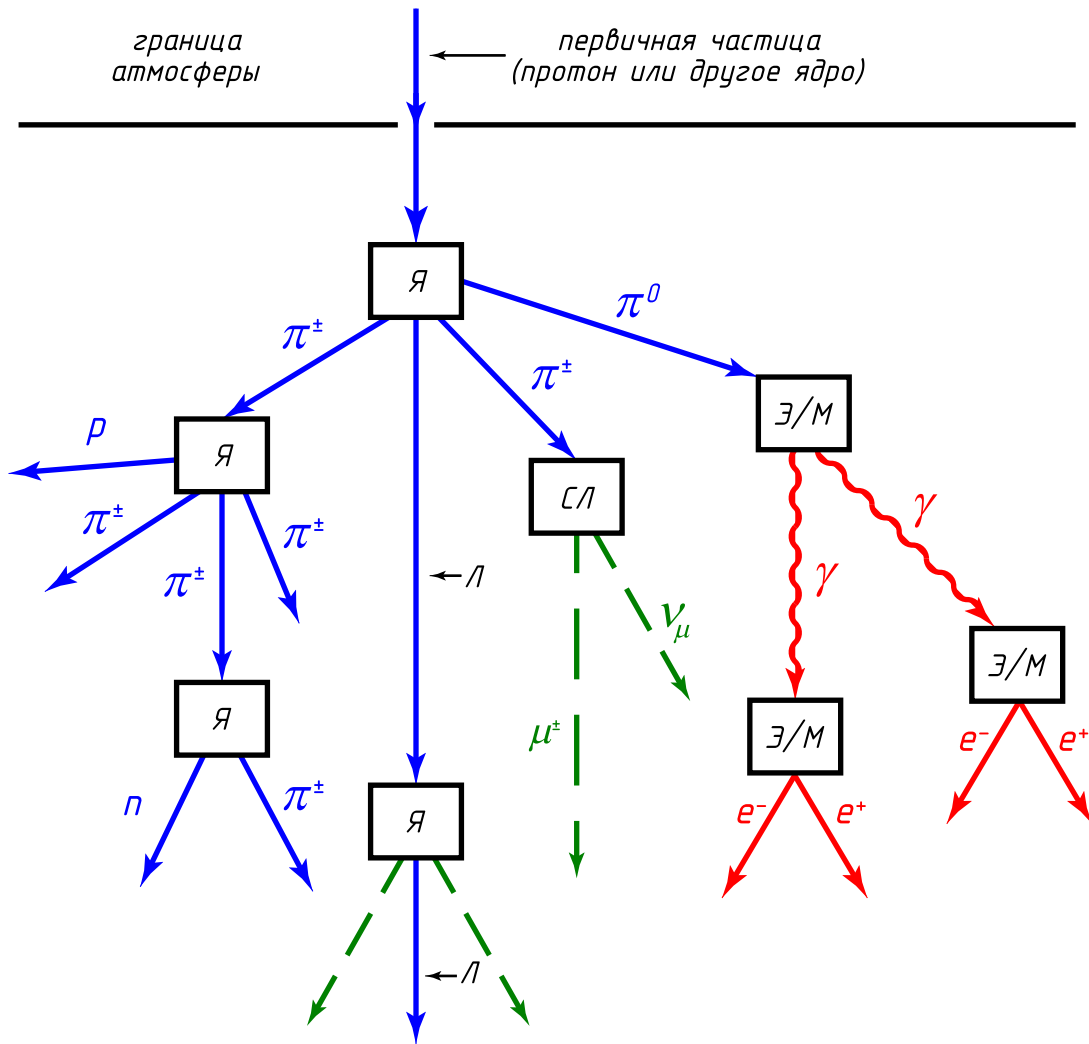 граница
атмосферы
первичная частица
(протон или другое ядро)
Я
π⁰
π±
π±
Э/М
p
Я
СЛ
γ
π±
π±
π±
Л
γ
νμ
Э/М
Я
μ±
Э/М
e⁻
e⁺
n
π±
Я
e⁻
e⁺
Л